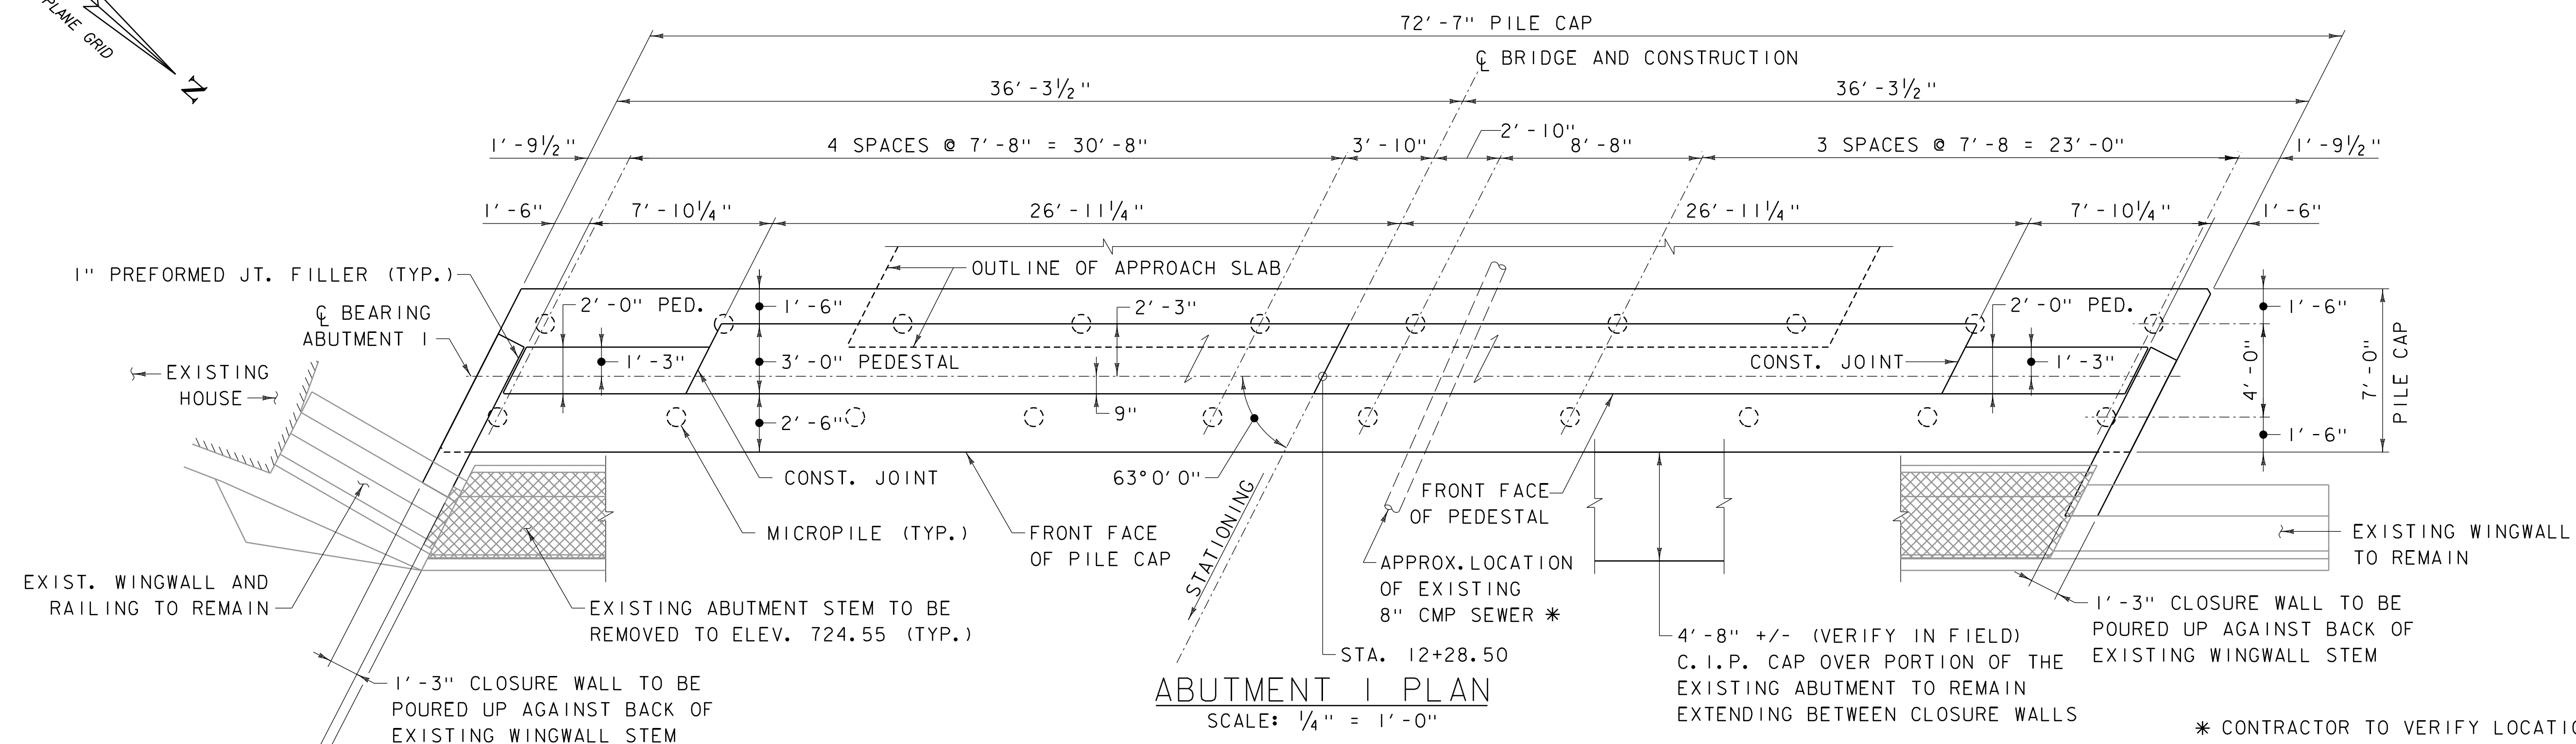 PLANE GRID
N
72'-7" PILE CAP
℄ BRIDGE AND CONSTRUCTION
36'-3½"
36'-3½"
1'-9½"
4 SPACES @ 7'-8" = 30'-8"
3'-10"
2'-10"
8'-8"
3 SPACES @ 7'-8 = 23'-0"
1'-9½"
1'-6"
7'-10¼"
26'-11¼"
26'-11¼"
7'-10¼"
1'-6"
1" PREFORMED JT. FILLER (TYP.)
OUTLINE OF APPROACH SLAB
℄ BEARING
ABUTMENT 1
2'-0" PED.
1'-6"
2'-3"
2'-0" PED.
1'-6"
EXISTING
HOUSE
1'-3"
3'-0" PEDESTAL
CONST. JOINT
1'-3"
4'-0"
7'-0"
PILE CAP
9"
2'-6"
1'-6"
CONST. JOINT
63°0'0"
FRONT FACE
OF PEDESTAL
MICROPILE (TYP.)
FRONT FACE
OF PILE CAP
STATIONING
EXISTING WINGWALL
TO REMAIN
EXIST. WINGWALL AND
RAILING TO REMAIN
EXISTING ABUTMENT STEM TO BE
REMOVED TO ELEV. 724.55 (TYP.)
APPROX.LOCATION
OF EXISTING
8" CMP SEWER *
STA. 12+28.50
4'-8" +/- (VERIFY IN FIELD)
C.I.P. CAP OVER PORTION OF THE
EXISTING ABUTMENT TO REMAIN
EXTENDING BETWEEN CLOSURE WALLS
1'-3" CLOSURE WALL TO BE
POURED UP AGAINST BACK OF
EXISTING WINGWALL STEM
1'-3" CLOSURE WALL TO BE
POURED UP AGAINST BACK OF
EXISTING WINGWALL STEM
ABUTMENT 1 PLAN
SCALE: ¼" = 1'-0"
* CONTRACTOR TO VERIFY LOCATIO